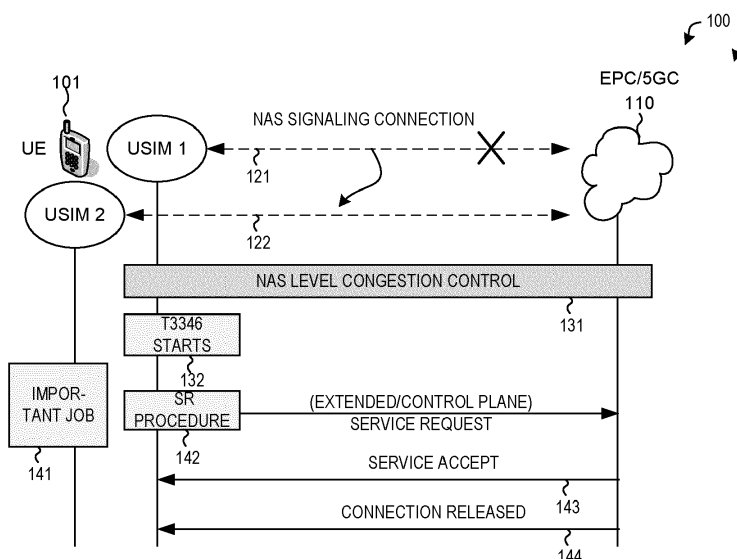 100
EPC/5GC
110
101
UE
USIM 1
NAS SIGNALING CONNECTION
121
USIM 2
122
NAS LEVEL CONGESTION CONTROL
131
T3346
STARTS
132
IMPOR-
TANT JOB
141
SR
PROCEDURE
142
(EXTENDED/CONTROL PLANE)
SERVICE REQUEST
SERVICE ACCEPT
143
CONNECTION RELEASED
144